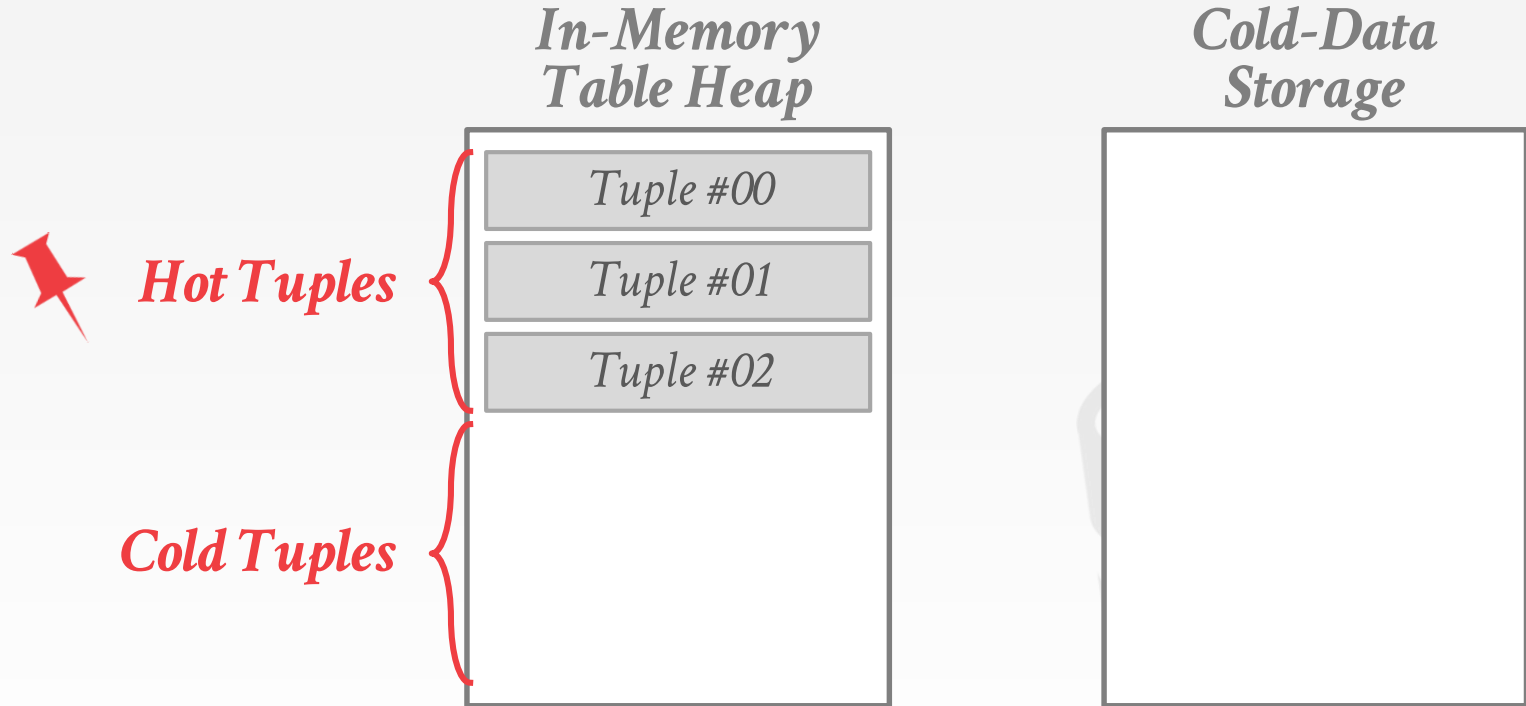 In-Memory
Table Heap
Cold-Data
Storage
Tuple #00
Tuple #01
Tuple #02
Hot Tuples
Cold Tuples